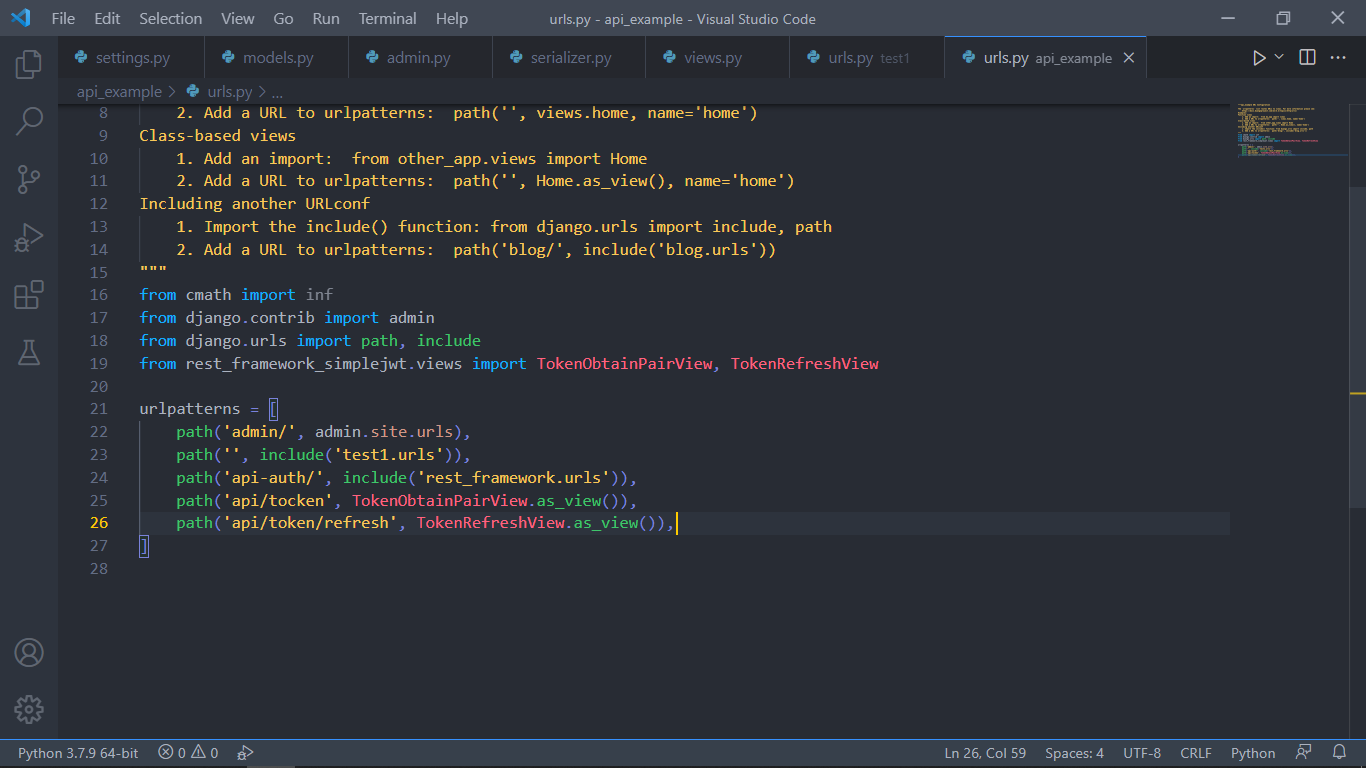 File Edit Selection View Go Run Terminal Help urls.py - api_example - Visual Studio Code
settings.py models.py admin.py serializer.py views.py urls.py test1 urls.py api_example
api_example > urls.py > ...
8 2. Add a URL to urlpatterns:  path('', views.home, name='home')
9 Class-based views
10 1. Add an import:  from other_app.views import Home
11 2. Add a URL to urlpatterns:  path('', Home.as_view(), name='home')
12 Including another URLconf
13 1. Import the include() function: from django.urls import include, path
14 2. Add a URL to urlpatterns:  path('blog/', include('blog.urls'))
15 """
16 from cmath import inf
17 from django.contrib import admin
18 from django.urls import path, include
19 from rest_framework_simplejwt.views import TokenObtainPairView, TokenRefreshView
20
21 urlpatterns = [
22 path('admin/', admin.site.urls),
23 path('', include('test1.urls')),
24 path('api-auth/', include('rest_framework.urls')),
25 path('api/tocken', TokenObtainPairView.as_view()),
26 path('api/token/refresh', TokenRefreshView.as_view()),
27 ]
28
Python 3.7.9 64-bit 0 0 Ln 26, Col 59 Spaces: 4 UTF-8 CRLF Python